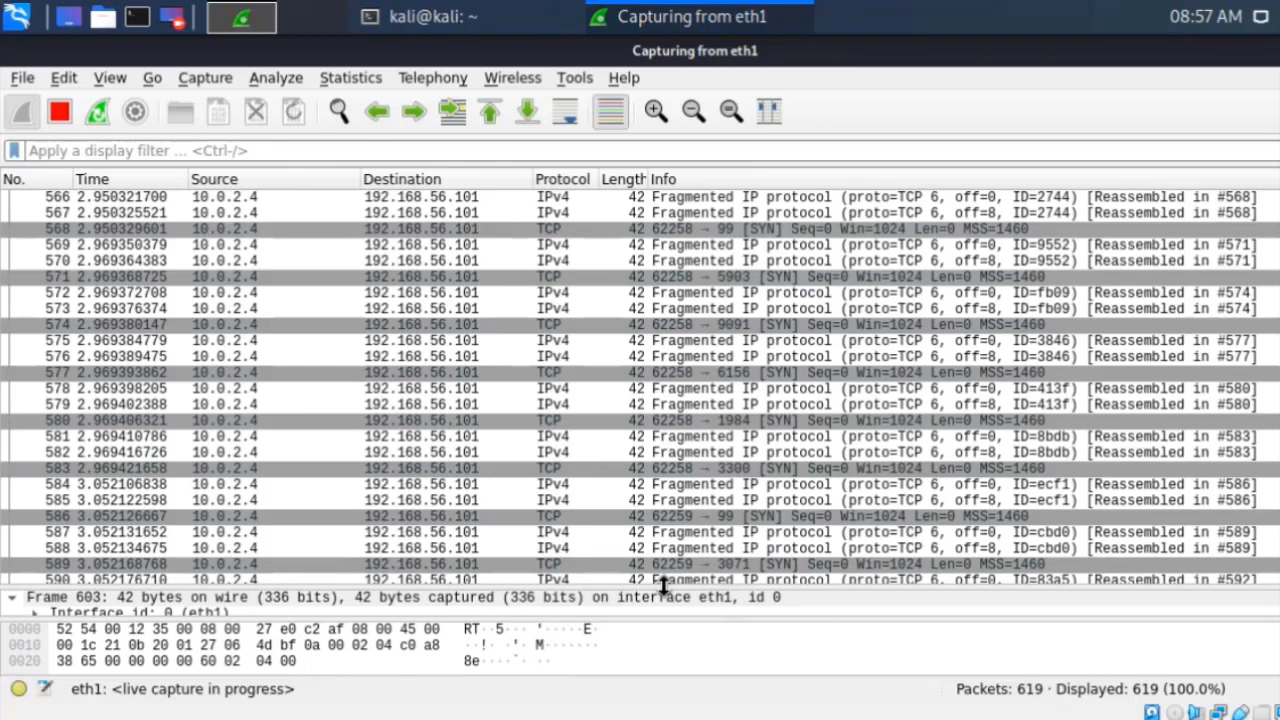 kali@kali: ~
Capturing from eth1
08:57 AM
Capturing from eth1
File Edit View Go Capture Analyze Statistics Telephony Wireless Tools Help
Apply a display filter ... <Ctrl-/>
No. Time Source Destination Protocol Length Info
566 2.950321700 10.0.2.4 192.168.56.101 IPv4 42 Fragmented IP protocol (proto=TCP 6, off=0, ID=2744) [Reassembled in #568]
567 2.950325521 10.0.2.4 192.168.56.101 IPv4 42 Fragmented IP protocol (proto=TCP 6, off=8, ID=2744) [Reassembled in #568]
568 2.950329601 10.0.2.4 192.168.56.101 TCP 42 62258 → 99 [SYN] Seq=0 Win=1024 Len=0 MSS=1460
569 2.969350379 10.0.2.4 192.168.56.101 IPv4 42 Fragmented IP protocol (proto=TCP 6, off=0, ID=9552) [Reassembled in #571]
570 2.969364383 10.0.2.4 192.168.56.101 IPv4 42 Fragmented IP protocol (proto=TCP 6, off=8, ID=9552) [Reassembled in #571]
571 2.969368725 10.0.2.4 192.168.56.101 TCP 42 62258 → 5903 [SYN] Seq=0 Win=1024 Len=0 MSS=1460
572 2.969372708 10.0.2.4 192.168.56.101 IPv4 42 Fragmented IP protocol (proto=TCP 6, off=0, ID=fb09) [Reassembled in #574]
573 2.969376374 10.0.2.4 192.168.56.101 IPv4 42 Fragmented IP protocol (proto=TCP 6, off=8, ID=fb09) [Reassembled in #574]
574 2.969380147 10.0.2.4 192.168.56.101 TCP 42 62258 → 9091 [SYN] Seq=0 Win=1024 Len=0 MSS=1460
575 2.969384779 10.0.2.4 192.168.56.101 IPv4 42 Fragmented IP protocol (proto=TCP 6, off=0, ID=3846) [Reassembled in #577]
576 2.969389475 10.0.2.4 192.168.56.101 IPv4 42 Fragmented IP protocol (proto=TCP 6, off=8, ID=3846) [Reassembled in #577]
577 2.969393862 10.0.2.4 192.168.56.101 TCP 42 62258 → 6156 [SYN] Seq=0 Win=1024 Len=0 MSS=1460
578 2.969398205 10.0.2.4 192.168.56.101 IPv4 42 Fragmented IP protocol (proto=TCP 6, off=0, ID=413f) [Reassembled in #580]
579 2.969402388 10.0.2.4 192.168.56.101 IPv4 42 Fragmented IP protocol (proto=TCP 6, off=8, ID=413f) [Reassembled in #580]
580 2.969406321 10.0.2.4 192.168.56.101 TCP 42 62258 → 1984 [SYN] Seq=0 Win=1024 Len=0 MSS=1460
581 2.969410786 10.0.2.4 192.168.56.101 IPv4 42 Fragmented IP protocol (proto=TCP 6, off=0, ID=8bdb) [Reassembled in #583]
582 2.969416726 10.0.2.4 192.168.56.101 IPv4 42 Fragmented IP protocol (proto=TCP 6, off=8, ID=8bdb) [Reassembled in #583]
583 2.969421658 10.0.2.4 192.168.56.101 TCP 42 62258 → 3300 [SYN] Seq=0 Win=1024 Len=0 MSS=1460
584 3.052106838 10.0.2.4 192.168.56.101 IPv4 42 Fragmented IP protocol (proto=TCP 6, off=0, ID=ecf1) [Reassembled in #586]
585 3.052122598 10.0.2.4 192.168.56.101 IPv4 42 Fragmented IP protocol (proto=TCP 6, off=8, ID=ecf1) [Reassembled in #586]
586 3.052126667 10.0.2.4 192.168.56.101 TCP 42 62259 → 99 [SYN] Seq=0 Win=1024 Len=0 MSS=1460
587 3.052131652 10.0.2.4 192.168.56.101 IPv4 42 Fragmented IP protocol (proto=TCP 6, off=0, ID=cbd0) [Reassembled in #589]
588 3.052134675 10.0.2.4 192.168.56.101 IPv4 42 Fragmented IP protocol (proto=TCP 6, off=8, ID=cbd0) [Reassembled in #589]
589 3.052168768 10.0.2.4 192.168.56.101 TCP 42 62259 → 3071 [SYN] Seq=0 Win=1024 Len=0 MSS=1460
590 3.052176710 10.0.2.4 192.168.56.101 IPv4 42 Fragmented IP protocol (proto=TCP 6, off=0, ID=83a5) [Reassembled in #592]
Frame 603: 42 bytes on wire (336 bits), 42 bytes captured (336 bits) on interface eth1, id 0
Interface id: 0 (eth1)
0000 52 54 00 12 35 00 08 00 27 e0 c2 af 08 00 45 00 RT··5···'·····E·
0010 00 1c 21 0b 20 01 27 06 4d bf 0a 00 02 04 c0 a8 ··!· ·'·M·······
0020 38 65 00 00 00 00 60 02 04 00 8e····`···
eth1: <live capture in progress>
Packets: 619 · Displayed: 619 (100.0%)